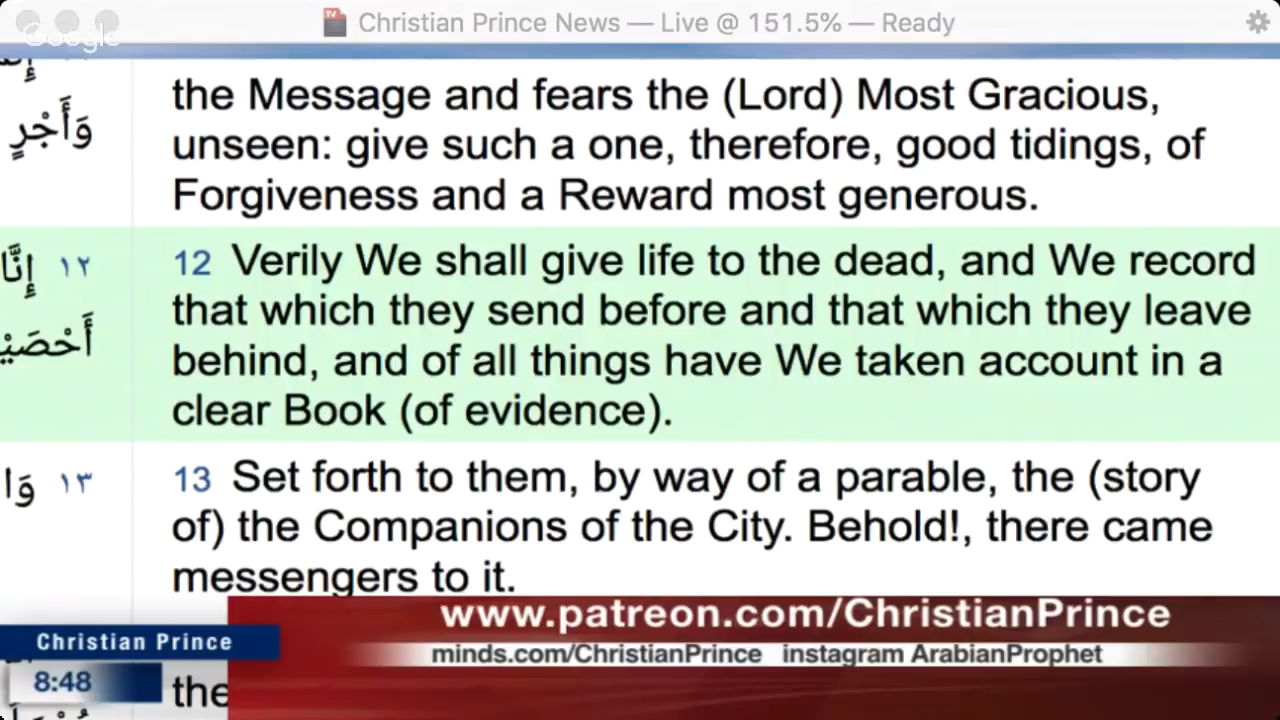 Christian Prince News — Live @ 151.5% — Ready
Google
the Message and fears the (Lord) Most Gracious,
unseen: give such a one, therefore, good tidings, of
Forgiveness and a Reward most generous.
وَأَجْرٍ
12 Verily We shall give life to the dead, and We record
that which they send before and that which they leave
behind, and of all things have We taken account in a
clear Book (of evidence).
١٢ إِنَّا
13 Set forth to them, by way of a parable, the (story
of) the Companions of the City. Behold!, there came
messengers to it.
١٣
www.patreon.com/ChristianPrince
minds.com/ChristianPrince instagram ArabianProphet
Christian Prince
8:48
the